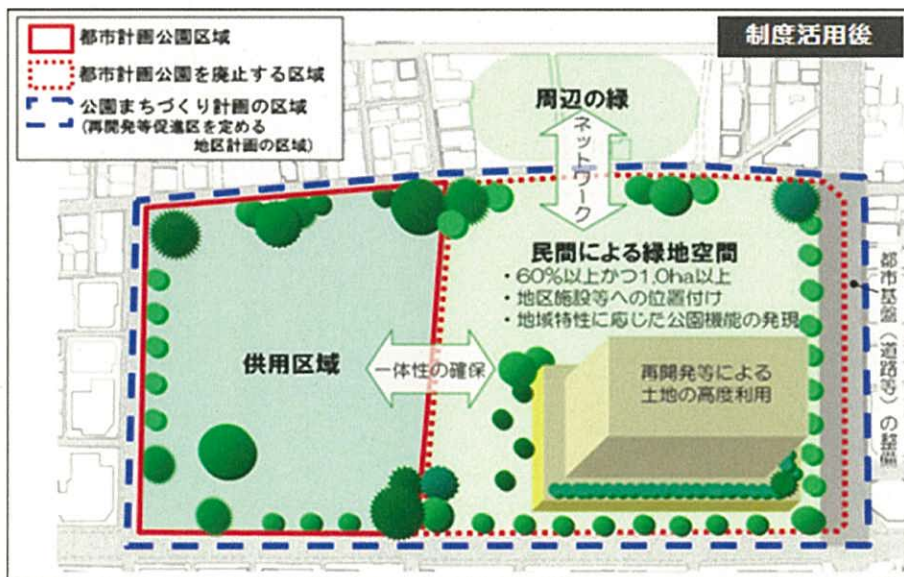 都市計画公園区域
都市計画公園を廃止する区域
公園まちづくり計画の区域
(再開発等促進区を定める
地区計画の区域)
制度活用後
周辺の緑
ネットワーク
民間による緑地空間
・60%以上かつ1.0ha以上
・地区施設等への位置付け
・地域特性に応じた公園機能の発現
供用区域
一体性の確保
再開発等による
土地の高度利用
都市基盤(道路等)の整備